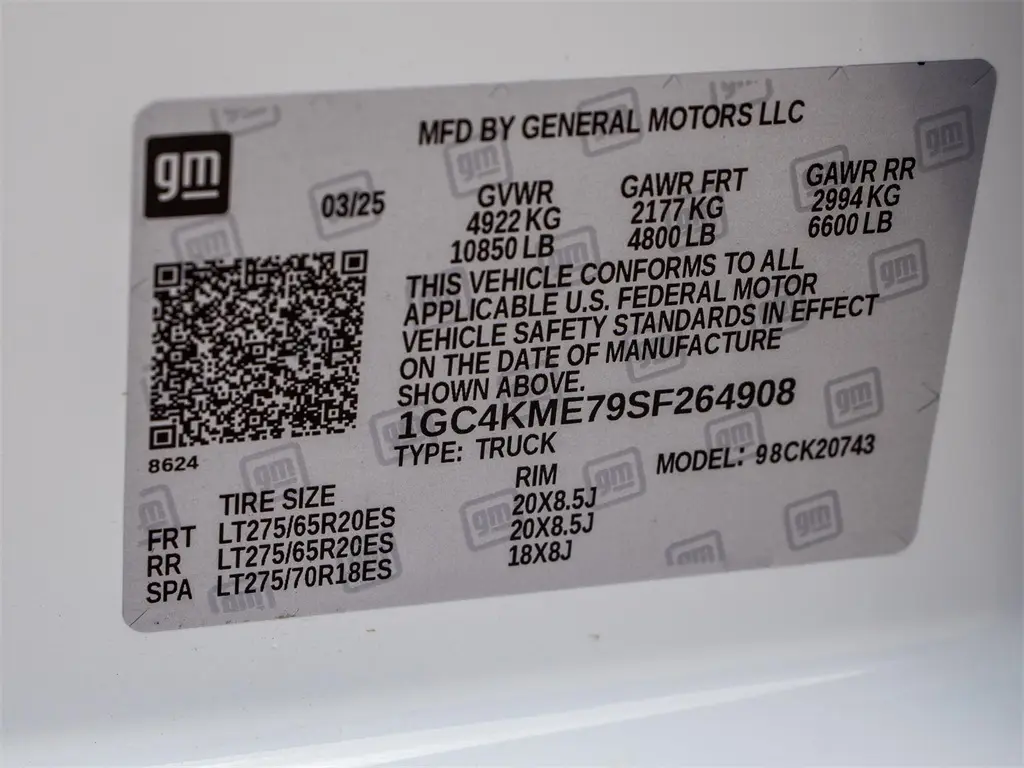 MFD BY GENERAL MOTORS LLC
gm
03/25
GVWR GAWR FRT GAWR RR
4922 KG 2177 KG 2994 KG
10850 LB 4800 LB 6600 LB
THIS VEHICLE CONFORMS TO ALL
APPLICABLE U.S. FEDERAL MOTOR
VEHICLE SAFETY STANDARDS IN EFFECT
ON THE DATE OF MANUFACTURE
SHOWN ABOVE.
1GC4KME79SF264908
TYPE: TRUCK MODEL: 98CK20743
8624
TIRE SIZE RIM
FRT LT275/65R20ES 20X8.5J
RR LT275/65R20ES 20X8.5J
SPA LT275/70R18ES 18X8J